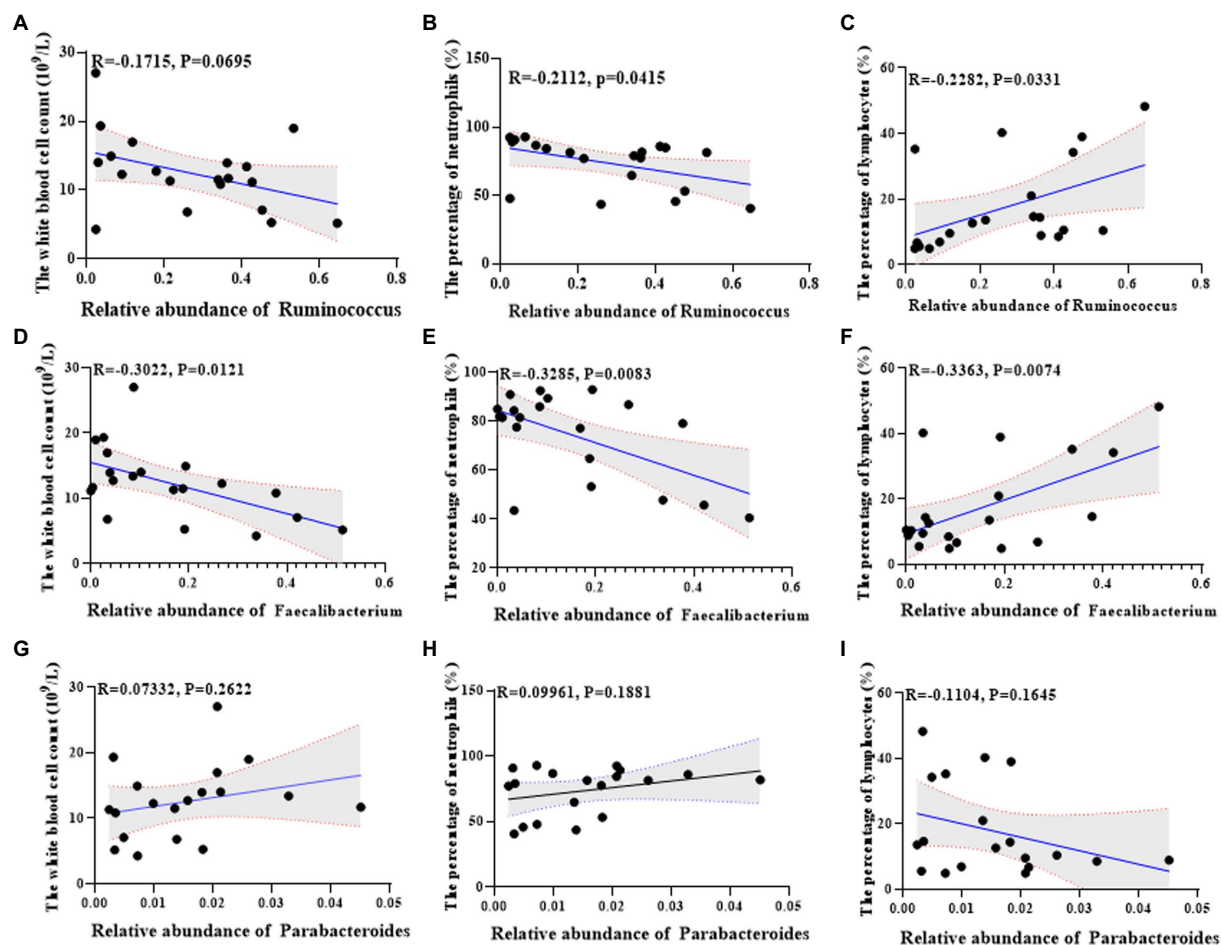 A
R=-0.1715, P=0.0695
The white blood cell count (10⁹/L)
30
20
10
0
0.0 0.2 0.4 0.6 0.8
Relative abundance of Ruminococcus
B
R=-0.2112, p=0.0415
The percentage of neutrophils (%)
150
100
50
0
0.0 0.2 0.4 0.6 0.8
Relative abundance of Ruminococcus
C
R=-0.2282, P=0.0331
The percentage of lymphocytes (%)
60
40
20
0
0.0 0.2 0.4 0.6 0.8
Relative abundance of Ruminococcus
D
R=-0.3022, P=0.0121
The white blood cell count (10⁹/L)
30
20
10
0
0.0 0.2 0.4 0.6
Relative abundance of Faecalibacterium
E
R=-0.3285, P=0.0083
The percentage of neutrophils (%)
100
80
60
40
20
0.0 0.2 0.4 0.6
Relative abundance of Faecalibacterium
F
R=-0.3363, P=0.0074
The percentage of lymphocytes (%)
60
40
20
0
0.0 0.2 0.4 0.6
Relative abundance of Faecalibacterium
G
R=0.07332, P=0.2622
The white blood cell count (10⁹/L)
30
20
10
0
0.00 0.01 0.02 0.03 0.04 0.05
Relative abundance of Parabacteroides
H
R=0.09961, P=0.1881
The percentage of neutrophils (%)
150
100
50
0
0.00 0.01 0.02 0.03 0.04 0.05
Relative abundance of Parabacteroides
I
R=-0.1104, P=0.1645
The percentage of lymphocytes (%)
60
40
20
0
0.00 0.01 0.02 0.03 0.04 0.05
Relative abundance of Parabacteroides